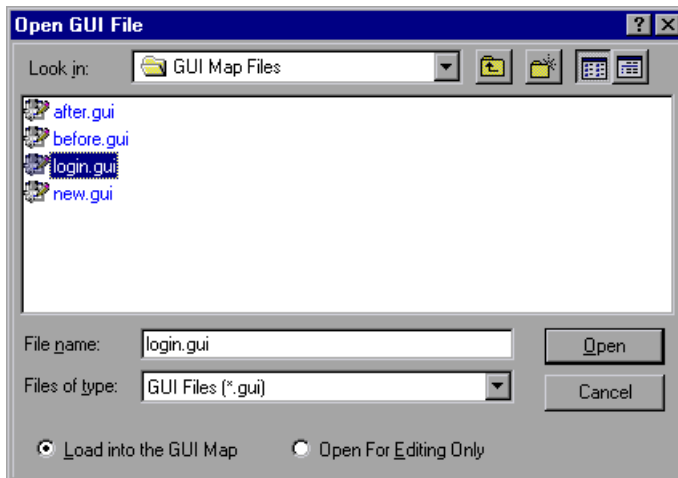 Open GUI File
Look in: GUI Map Files
after.gui
before.gui
login.gui
new.gui
File name: login.gui Open
Files of type: GUI Files (*.gui) Cancel
Load into the GUI Map Open For Editing Only